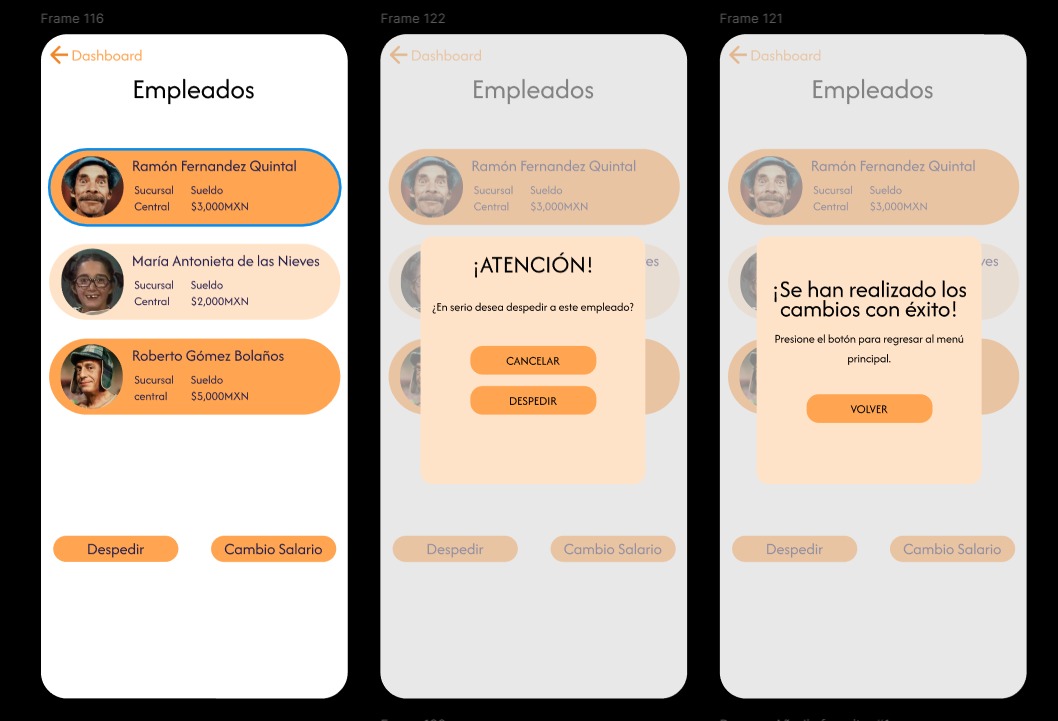 Frame 116
Dashboard
Empleados
Ramón Fernandez Quintal
Sucursal Sueldo
Central $3,000MXN
María Antonieta de las Nieves
Sucursal Sueldo
Central $2,000MXN
Roberto Gómez Bolaños
Sucursal Sueldo
central $5,000MXN
Despedir Cambio Salario
Frame 122
Dashboard
Empleados
Ramón Fernandez Quintal
Sucursal Sueldo
Central $3,000MXN
¡ATENCIÓN!
¿En serio desea despedir a este empleado?
CANCELAR
DESPEDIR
Despedir Cambio Salario
Frame 121
Dashboard
Empleados
Ramón Fernandez Quintal
Sucursal Sueldo
Central $3,000MXN
¡Se han realizado los
cambios con éxito!
Presione el botón para regresar al menú
principal.
VOLVER
Despedir Cambio Salario